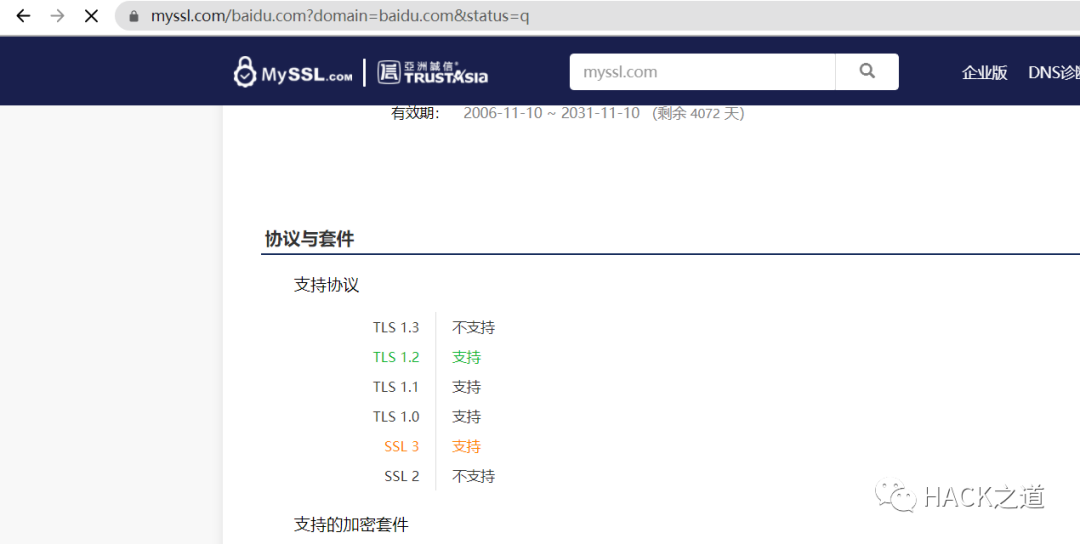 myssl.com/baidu.com?domain=baidu.com&status=q
MySSL.COM 亞洲誠信 TRUSTASIA myssl.com 企业版 DNS诊断
有效期: 2006-11-10 ~ 2031-11-10 (剩余 4072 天)
协议与套件
支持协议
TLS 1.3 不支持
TLS 1.2 支持
TLS 1.1 支持
TLS 1.0 支持
SSL 3 支持
SSL 2 不支持
HACK之道
支持的加密套件